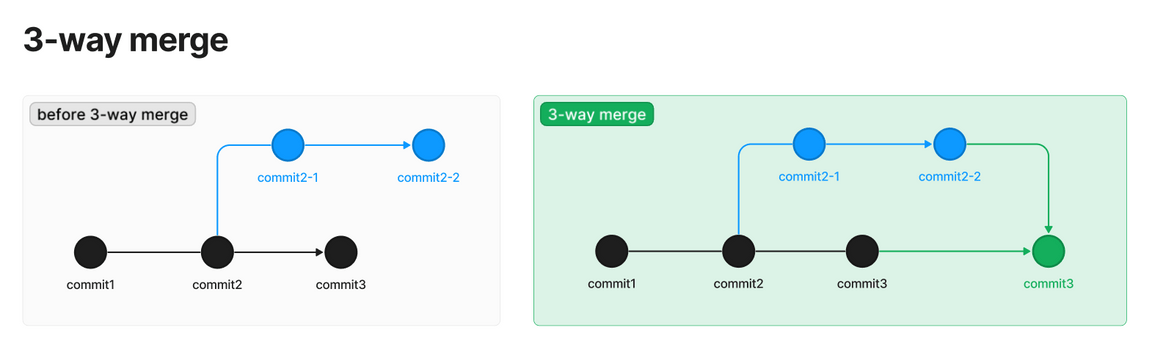 3-way merge
before 3-way merge
commit2-1
commit2-2
commit1
commit2
commit3
3-way merge
commit2-1
commit2-2
commit1
commit2
commit3
commit3